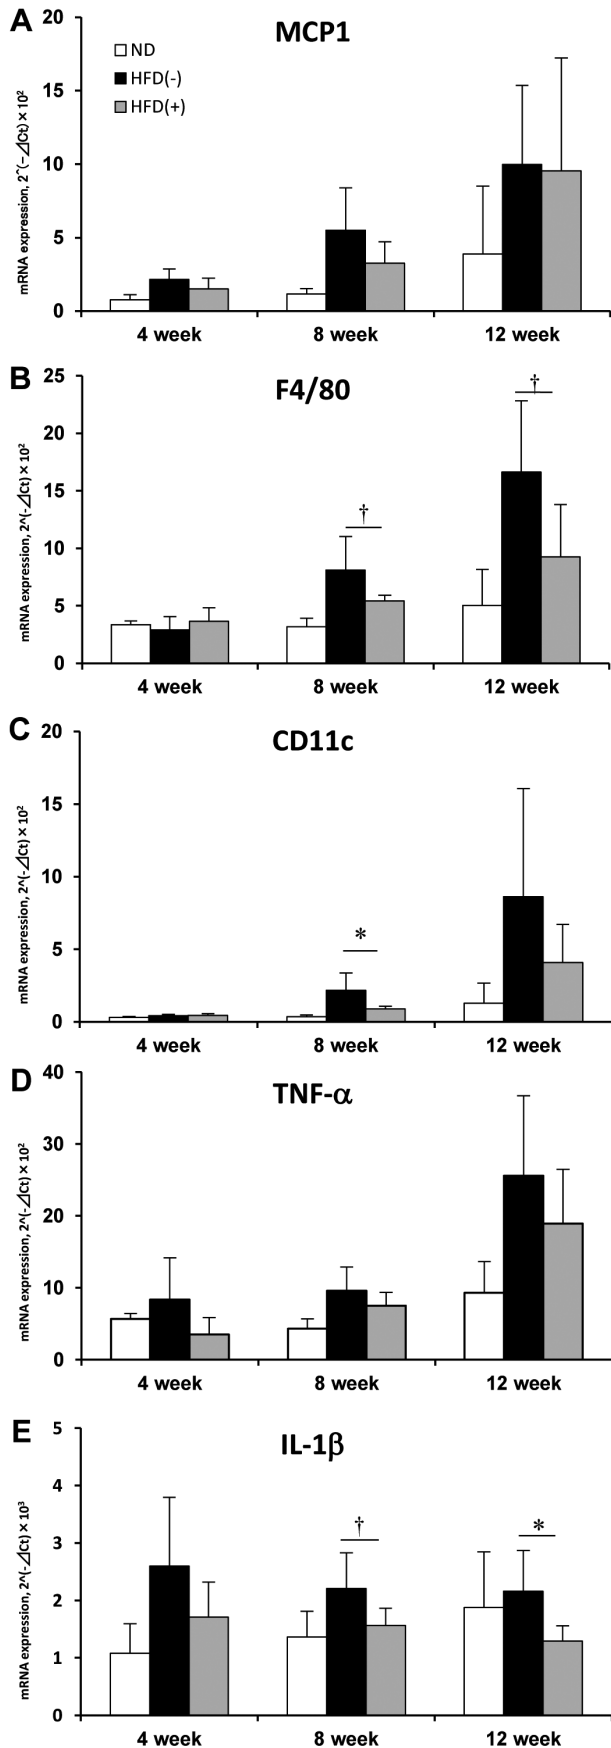 A
MCP1
20
15
10
5
0
mRNA expression, 2^(−⊿Ct) × 10²
ND
HFD(-)
HFD(+)
4 week
8 week
12 week
B
F4/80
25
20
15
10
5
0
mRNA expression, 2^(-⊿Ct) × 10²
†
†
4 week
8 week
12 week
C
CD11c
20
15
10
5
0
mRNA expression, 2^(-⊿Ct) × 10²
*
4 week
8 week
12 week
D
TNF-α
40
30
20
10
0
mRNA expression, 2^(-⊿Ct) × 10²
4 week
8 week
12 week
E
IL-1β
5
4
3
2
1
0
mRNA expression, 2^(-⊿Ct) × 10³
†
*
4 week
8 week
12 week